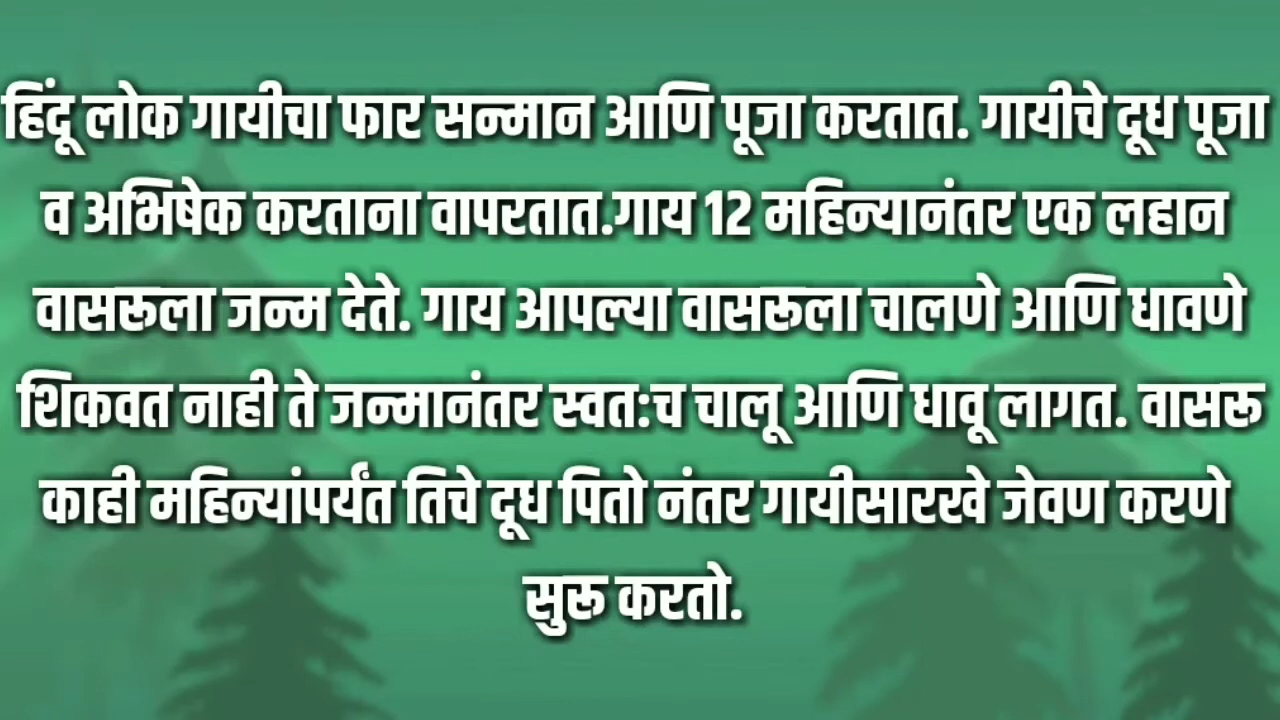 हिंदू लोक गायीचा फार सन्मान आणि पूजा करतात. गायीचे दूध पूजा
व अभिषेक करताना वापरतात.गाय 12 महिन्यानंतर एक लहान
वासरूला जन्म देते. गाय आपल्या वासरूला चालणे आणि धावणे
शिकवत नाही ते जन्मानंतर स्वत:च चालू आणि धावू लागत. वासरू
काही महिन्यांपर्यंत तिचे दूध पितो नंतर गायीसारखे जेवण करणे
सुरू करतो.